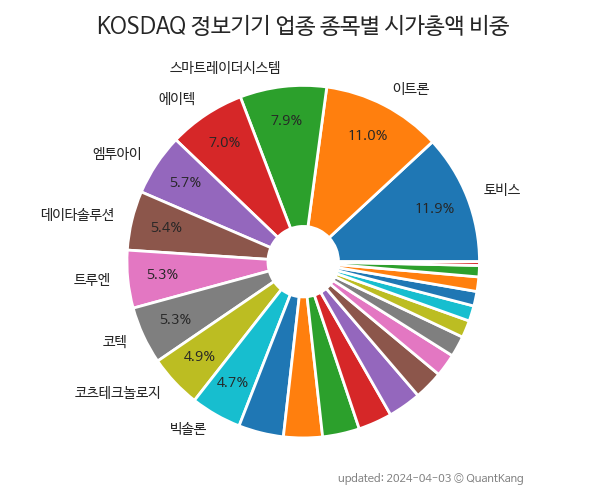 KOSDAQ 정보기기 업종 종목별 시가총액 비중
스마트레이더시스템
이트론
에이텍
7.9%
11.0%
7.0%
엠투아이
5.7%
토비스
11.9%
데이타솔루션
5.4%
트루엔
5.3%
5.3%
코텍
4.9%
4.7%
코츠테크놀로지
빅솔론
updated: 2024-04-03 © QuantKang